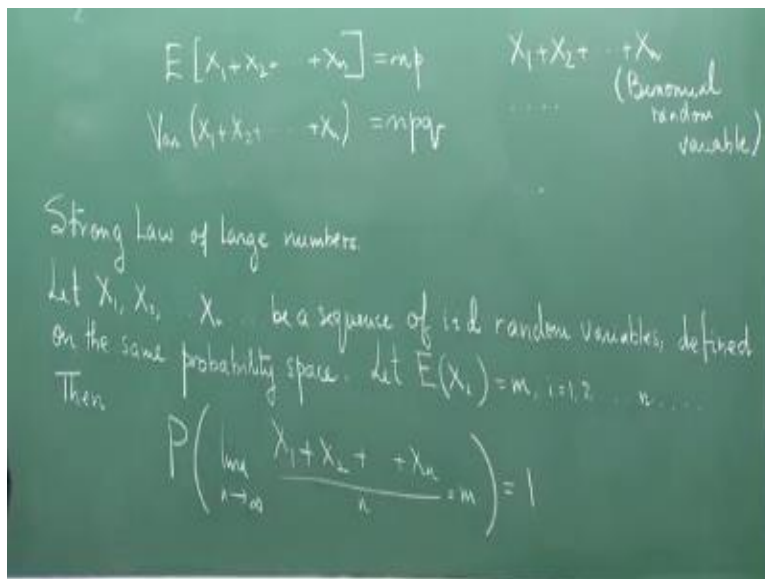 E[X₁+X₂ . . +Xₙ] = np
X₁+X₂+ . . +Xₙ
(Binomial
random
variable)
Var (X₁+X₂+ . . . +Xₙ) = npq
. . . .
Strong Law of large numbers.
Let X₁, X₂, Xₙ . . be a sequence of i.i.d random variables, defined
on the same probability space. Let E(Xᵢ) = m, i=1,2 . . . n . . . .
Then
P( lim n→∞ (X₁+X₂+ +Xₙ)/n = m ) = 1